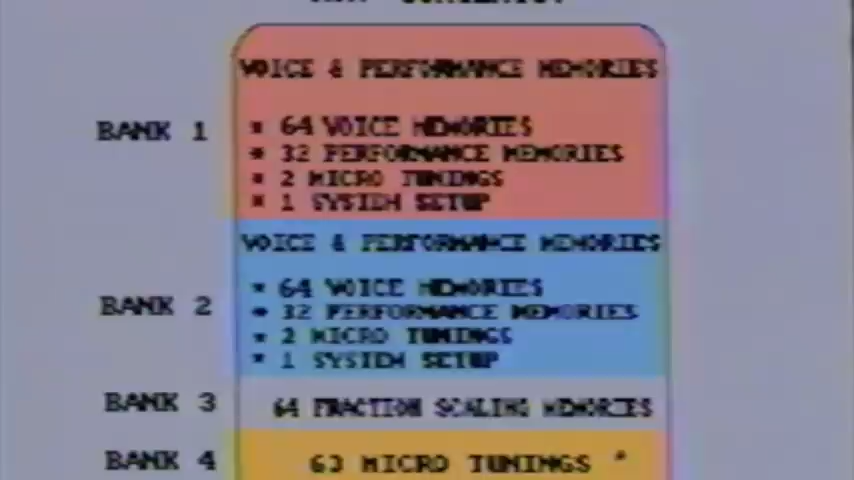 VOICE & PERFORMANCE MEMORIES
BANK 1
* 64 VOICE MEMORIES
* 32 PERFORMANCE MEMORIES
* 2 MICRO TUNINGS
* 1 SYSTEM SETUP
VOICE & PERFORMANCE MEMORIES
BANK 2
* 64 VOICE MEMORIES
* 32 PERFORMANCE MEMORIES
* 2 MICRO TUNINGS
* 1 SYSTEM SETUP
BANK 3 64 FRACTION SCALING MEMORIES
BANK 4 63 MICRO TUNINGS *